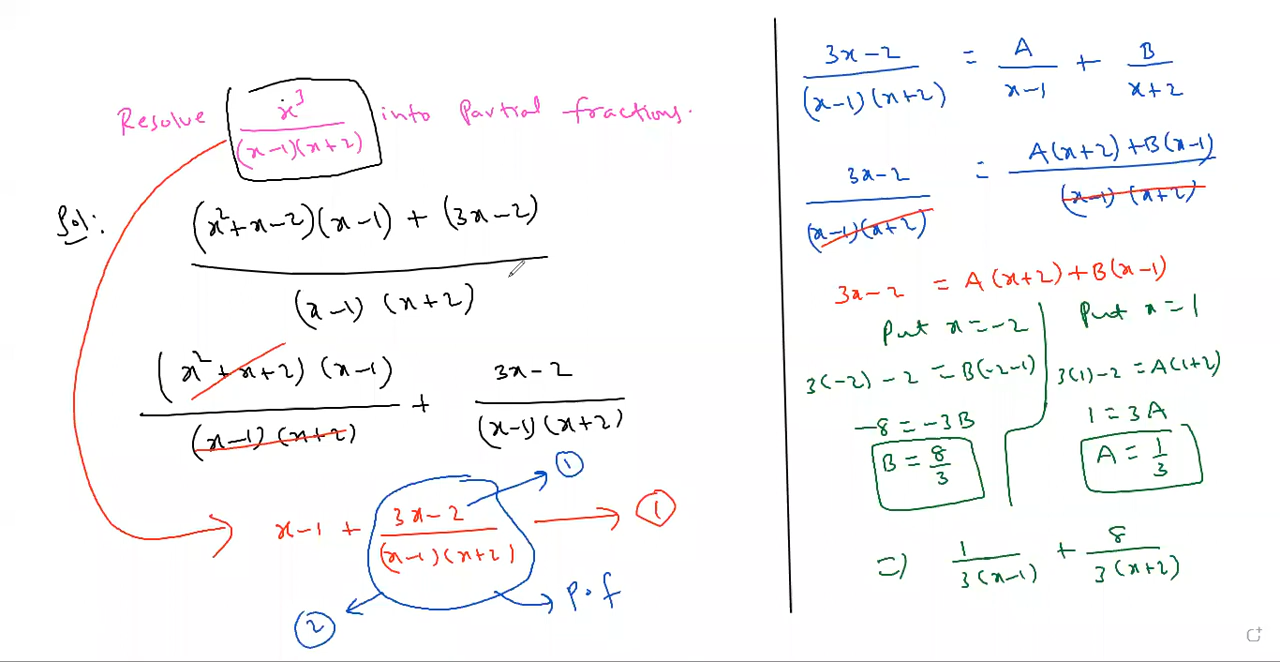 Resolve x³/((x-1)(x+2)) into Partial fractions.
Sol:
((x²+x-2)(x-1) + (3x-2))/((x-1)(x+2))
((x²+x+2)(x-1))/((x-1)(x+2)) + (3x-2)/((x-1)(x+2))
x-1 + (3x-2)/((x-1)(x+2)) → ①
①
②
p.f
(3x-2)/((x-1)(x+2)) = A/(x-1) + B/(x+2)
(3x-2)/((x-1)(x+2)) = (A(x+2)+B(x-1))/((x-1)(x+2))
3x-2 = A(x+2)+B(x-1)
Put x=-2
3(-2)-2 = B(-2-1)
-8 = -3B
B = 8/3
Put x=1
3(1)-2 = A(1+2)
1 = 3A
A = 1/3
=> 1/(3(x-1)) + 8/(3(x+2))